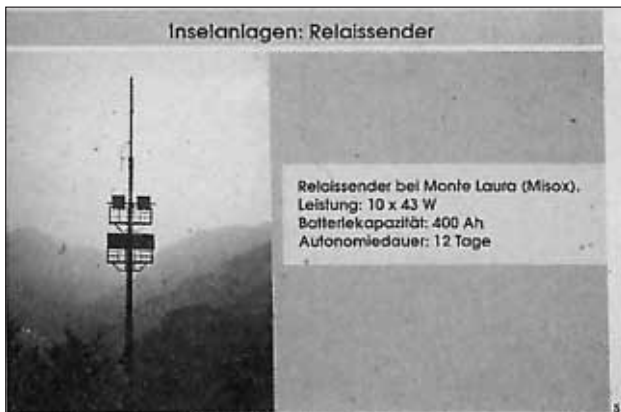 Inselanlagen: Relaissender
Relaissender bei Monte Laura (Misox).
Leistung: 10 x 43 W
Batteriekapazität: 400 Ah
Autonomiedauer: 12 Tage